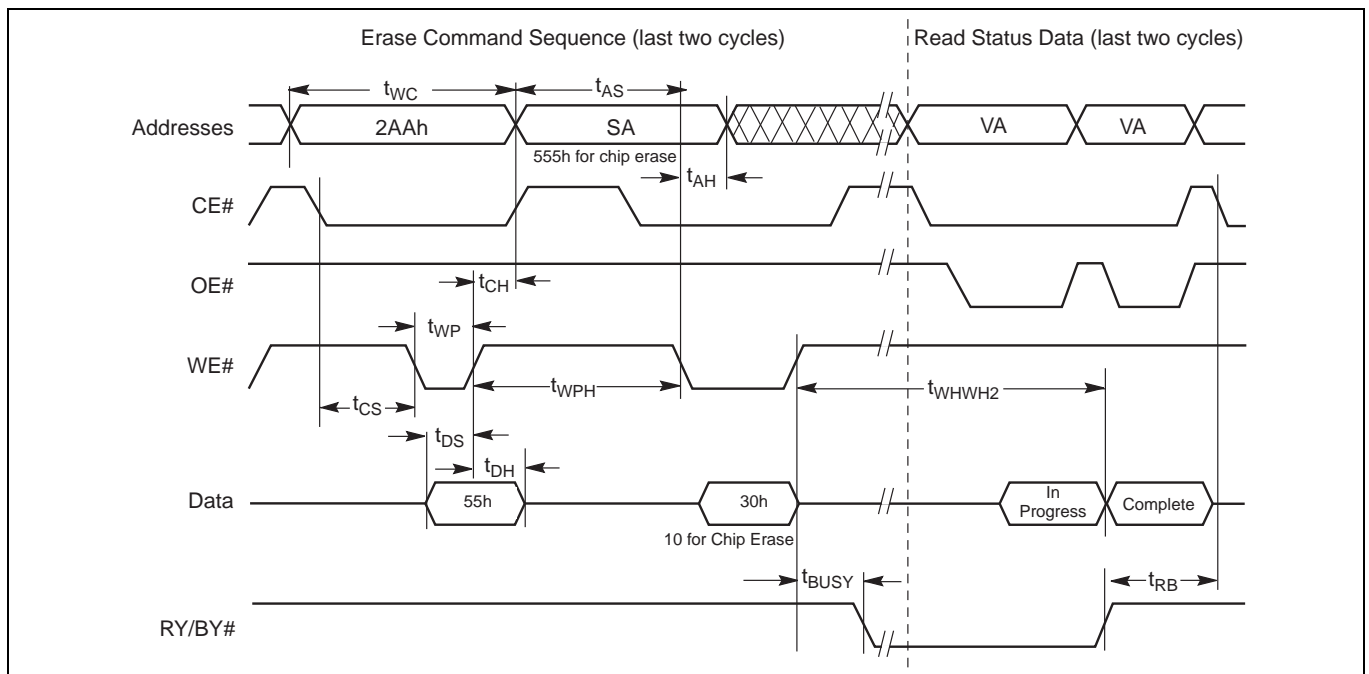 Erase Command Sequence (last two cycles)
Read Status Data (last two cycles)
tWC
tAS
Addresses
2AAh
SA
VA
VA
555h for chip erase
tAH
CE#
OE#
tCH
tWP
WE#
tWPH
tWHWH2
tCS
tDS
tDH
Data
55h
30h
In
Progress
Complete
10 for Chip Erase
tBUSY
tRB
RY/BY#